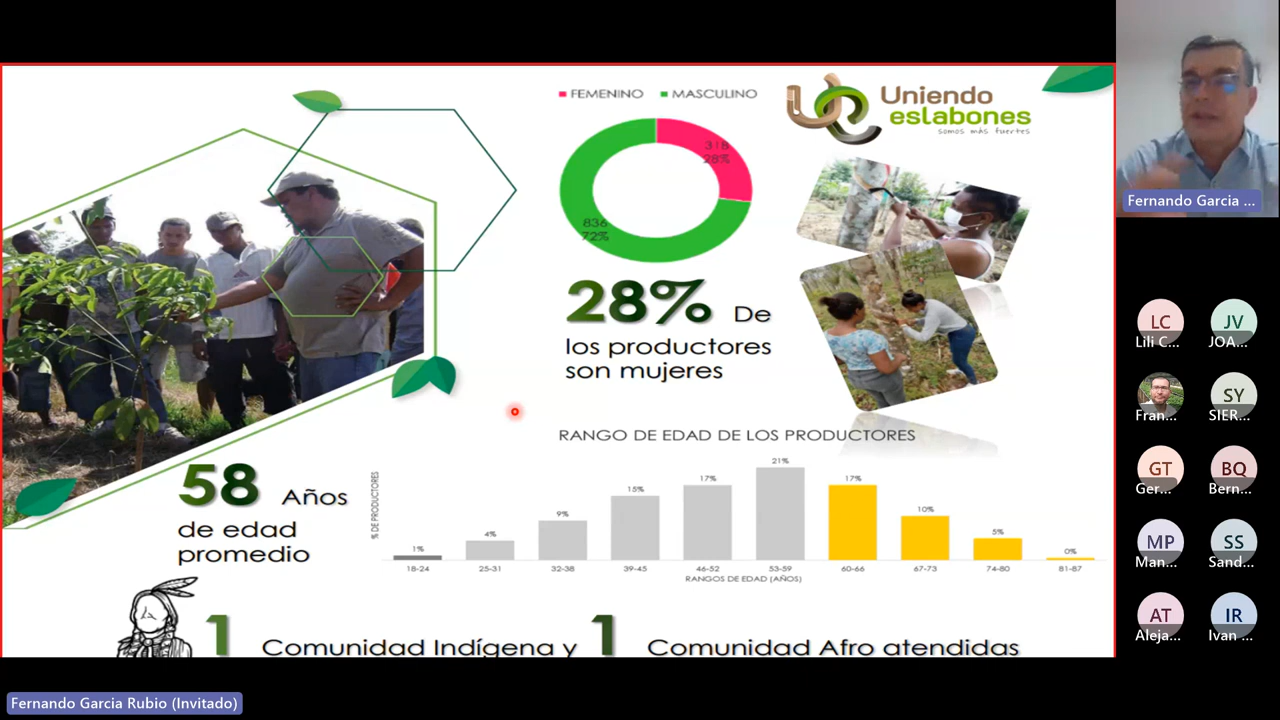 FEMENINO MASCULINO
318
28%
836
72%
Uniendo
eslabones
somos más fuertes
28% De
los productores
son mujeres
58 Años
de edad
promedio
RANGO DE EDAD DE LOS PRODUCTORES
% DE PRODUCTORES
1% 4% 9% 15% 17% 21% 17% 10% 5% 0%
18-24 25-31 32-38 39-45 46-52 53-59 60-66 67-73 74-80 81-87
RANGOS DE EDAD (AÑOS)
1 Comunidad Indígena y
1 Comunidad Afro atendidas
Fernando Garcia ...
LC JV
Lili C... JOA...
SY
Fran... SIER...
GT BQ
Ger... Bern...
MP SS
Man... Sand...
AT IR
Aleja... Ivan ...
Fernando Garcia Rubio (Invitado)